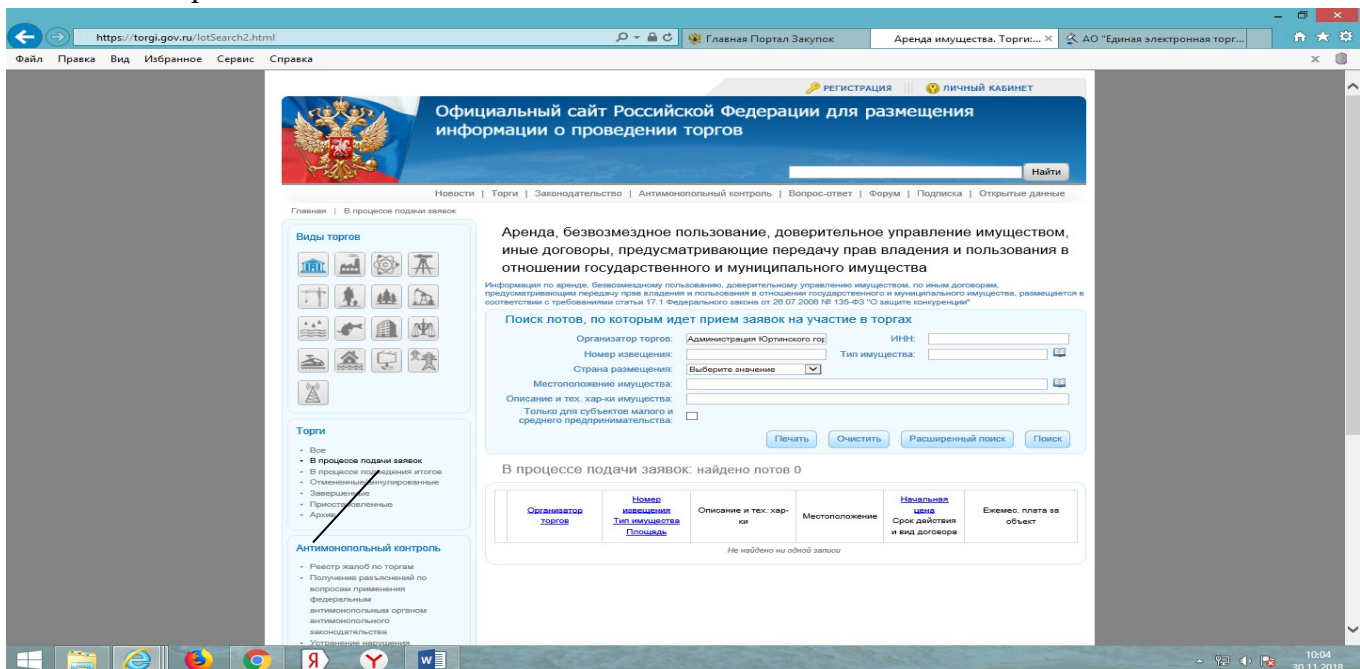 https://torgi.gov.ru/lotSearch2.html
Главная Портал Закупок
Аренда имущества. Торги:...
АО "Единая электронная торг...
Файл Правка Вид Избранное Сервис Справка
РЕГИСТРАЦИЯ
ЛИЧНЫЙ КАБИНЕТ
Официальный сайт Российской Федерации для размещения
информации о проведении торгов
Найти
Новости | Торги | Законодательство | Антимонопольный контроль | Вопрос-ответ | Форум | Подписка | Открытые данные
Главная | В процессе подачи заявок
Виды торгов
Торги
- Все
- В процессе подачи заявок
- В процессе подведения итогов
- Отмененные/аннулированные
- Завершенные
- Приостановленные
- Архив
Антимонопольный контроль
- Реестр жалоб по торгам
- Получение разъяснений по
вопросам применения
федеральным
антимонопольным органом
антимонопольного
законодательства
- Устранение нарушения
Аренда, безвозмездное пользование, доверительное управление имуществом,
иные договоры, предусматривающие передачу прав владения и пользования в
отношении государственного и муниципального имущества
Информация по аренде, безвозмездному пользованию, доверительному управлению имуществом, по иным договорам,
предусматривающим передачу прав владения и пользования в отношении государственного и муниципального имущества, размещается в
соответствии с требованиями статьи 17.1 Федерального закона от 26.07.2006 № 135-ФЗ "О защите конкуренции"
Поиск лотов, по которым идет прием заявок на участие в торгах
Организатор торгов: Администрация Юртинского гор ИНН:
Номер извещения: Тип имущества:
Страна размещения: Выберите значение
Местоположение имущества:
Описание и тех. хар-ки имущества:
Только для субъектов малого и
среднего предпринимательства:
Печать Очистить Расширенный поиск Поиск
В процессе подачи заявок: найдено лотов 0
Организатор
торгов
Номер
извещения
Тип имущества
Площадь
Описание и тех. хар-
ки
Местоположение
Начальная
цена
Срок действия
и вид договора
Ежемес. плата за
объект
Не найдено ни одной записи
10:04
30.11.2018